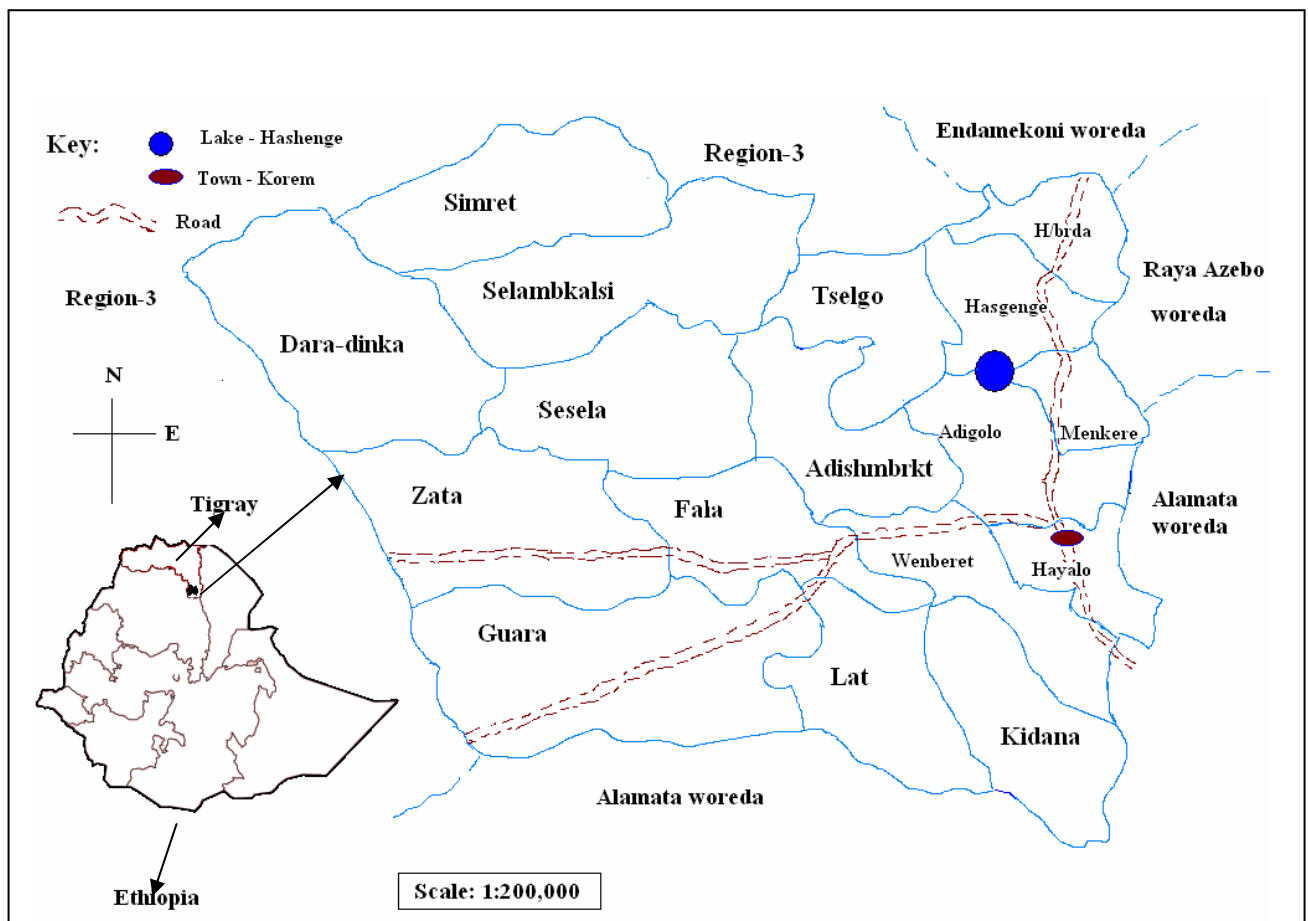 Key:
Lake - Hashenge
Town - Korem
Road
Region-3
Region-3
Endamekoni woreda
Simret
H/brda
Raya Azebo
woreda
Selambkalsi
Tselgo
Hasgenge
Dara-dinka
N
E
Sesela
Adigolo
Menkere
Adishmbrkt
Zata
Fala
Alamata
woreda
Tigray
Wenberet
Hayalo
Guara
Lat
Kidana
Alamata woreda
Ethiopia
Scale: 1:200,000